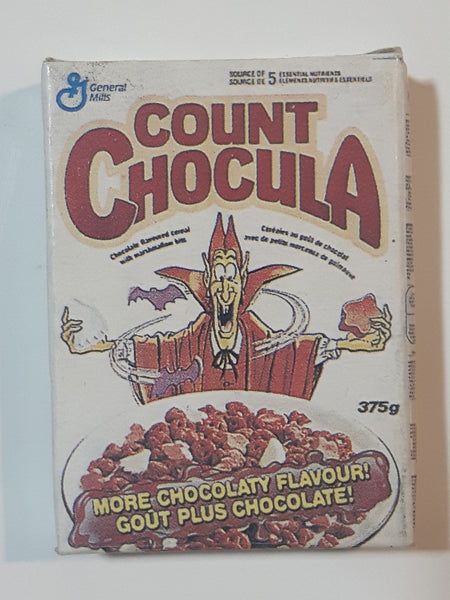 General
Mills
SOURCE OF
SOURCE DE
5
ESSENTIAL NUTRIENTS
ÉLÉMENTS NUTRITIFS ESSENTIELS
COUNT
CHOCULA
Chocolate flavoured cereal
with marshmallow bits
Céréales au goût de chocolat
avec de petits morceaux de guimauve
375g
MORE CHOCOLATY FLAVOUR!
GOÛT PLUS CHOCOLATÉ!